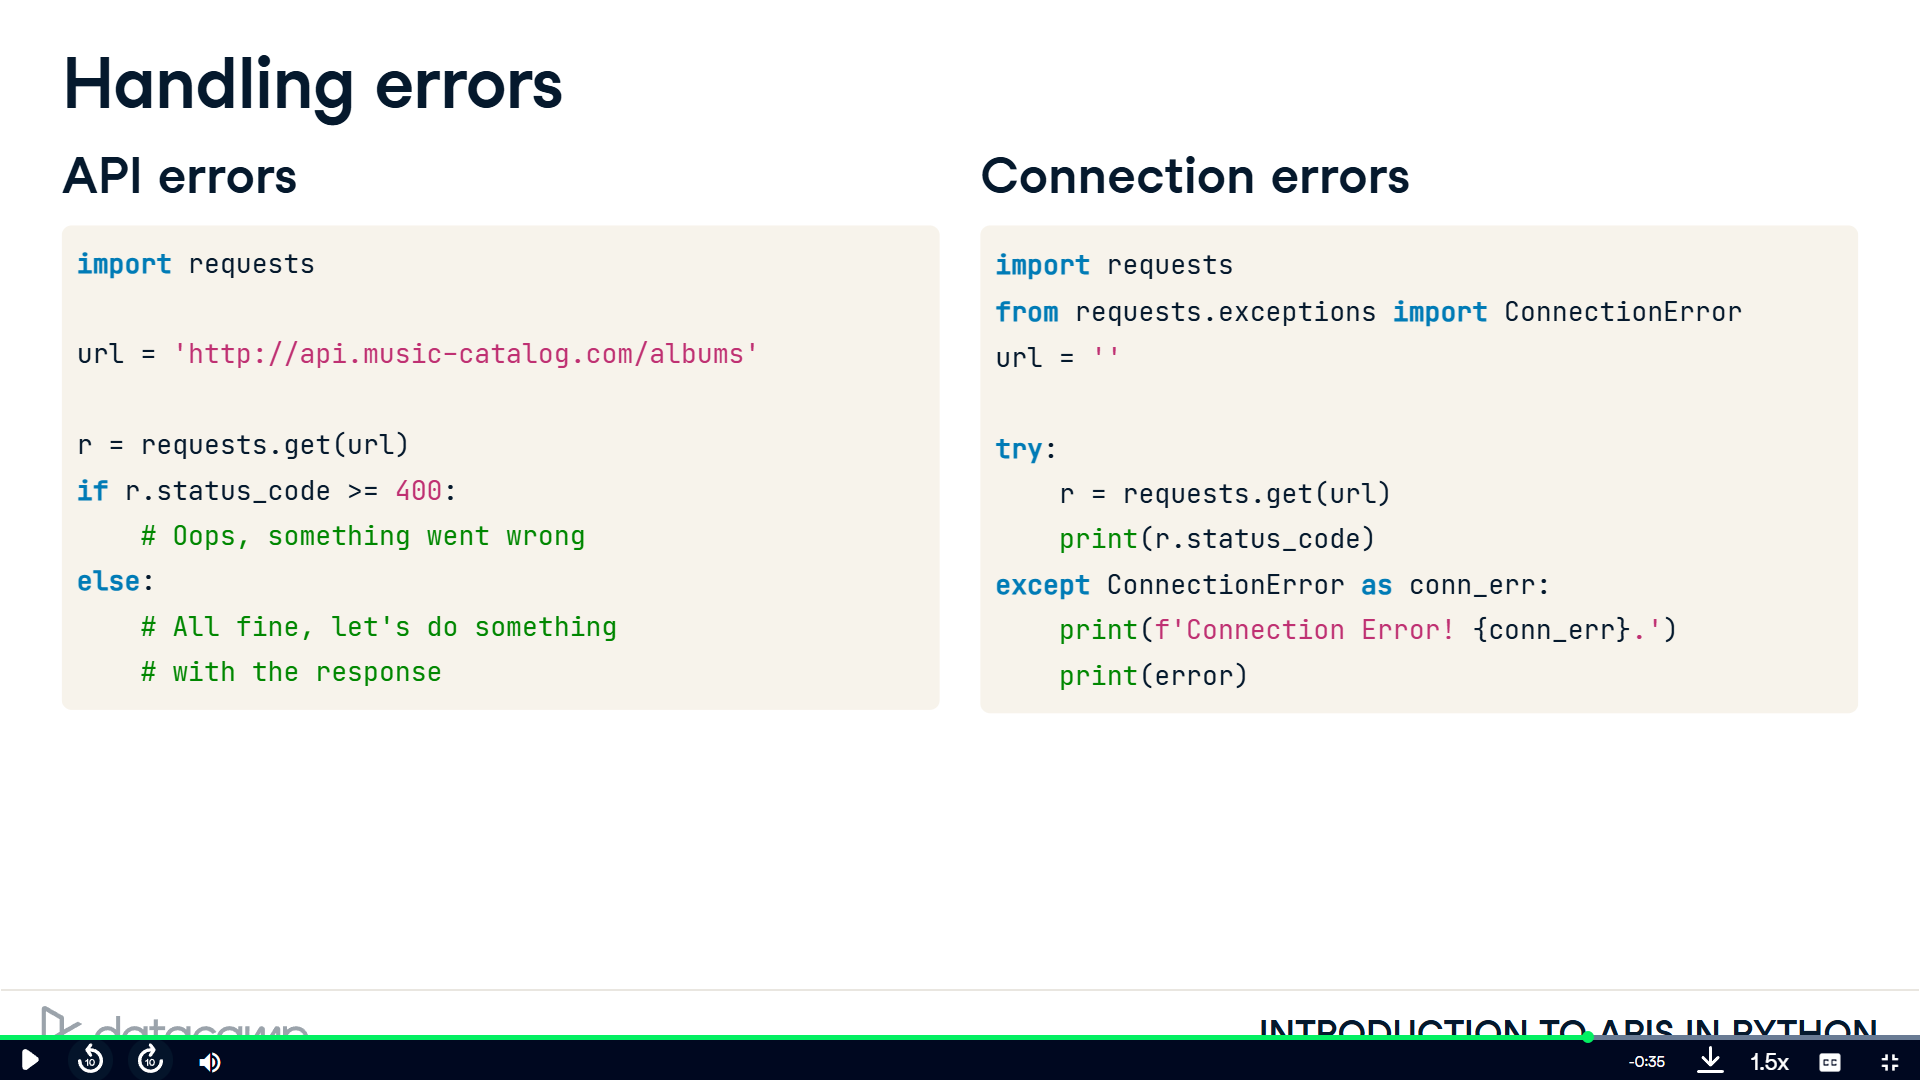 Handling errors
API errors
import requests
url = 'http://api.music-catalog.com/albums'
r = requests.get(url)
if r.status_code >= 400:
    # Oops, something went wrong
else:
    # All fine, let's do something
    # with the response
Connection errors
import requests
from requests.exceptions import ConnectionError
url = ''
try:
    r = requests.get(url)
    print(r.status_code)
except ConnectionError as conn_err:
    print(f'Connection Error! {conn_err}.')
    print(error)
datacamp
INTRODUCTION TO APIS IN PYTHON
10
10
-0:35
1.5x
CC